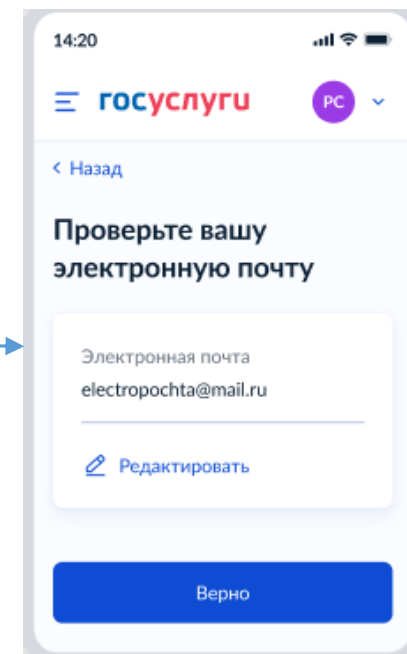 14:20
госуслуги
РС
Назад
Проверьте вашу
электронную почту
Электронная почта
electropochta@mail.ru
Редактировать
Верно